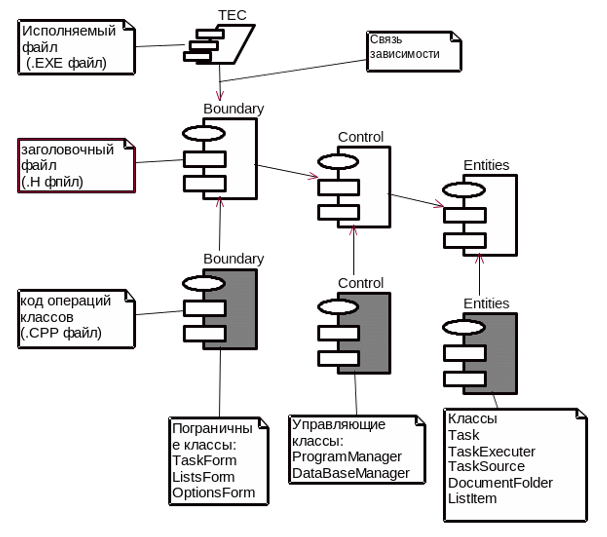 TEC
Исполняемый
файл
(.EXE файл)
Связь
зависимости
Boundary
Control
Entities
заголовочный
файл
(.H фпйл)
Boundary
Control
Entities
код операций
классов
(.CPP файл)
Пограничны
е классы:
TaskForm
ListsForm
OptionsForm
Управляющие
классы:
ProgramManager
DataBaseManager
Классы
Task
TaskExecuter
TaskSource
DocumentFolder
ListItem